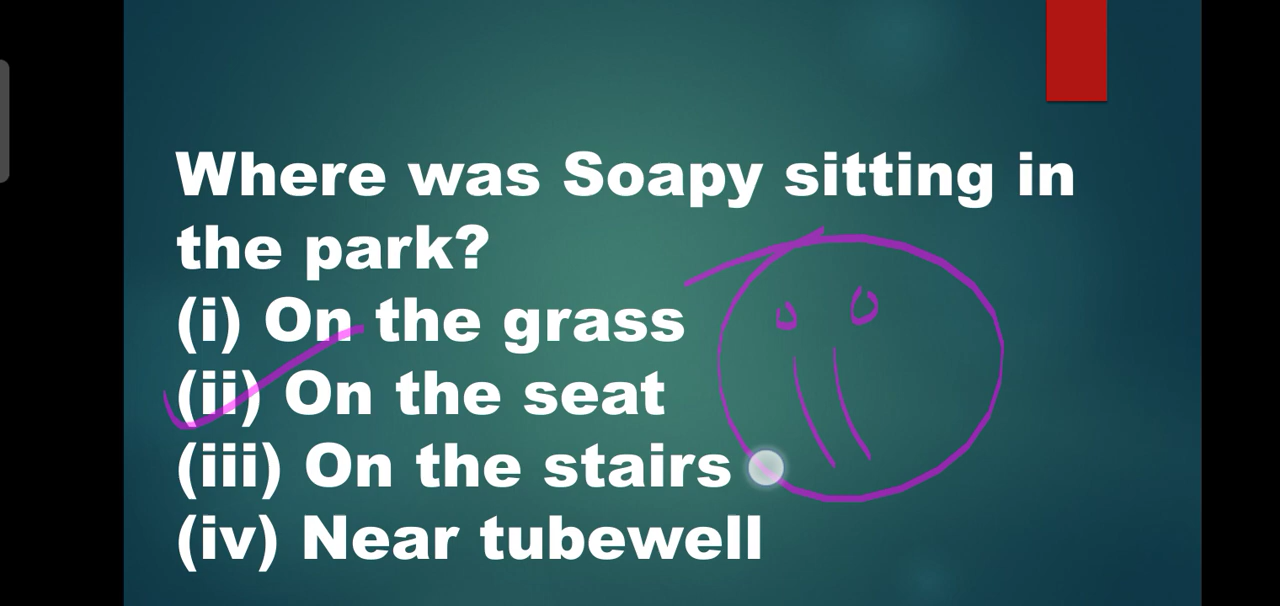 Where was Soapy sitting in
the park?
(i) On the grass
(ii) On the seat
(iii) On the stairs
(iv) Near tubewell